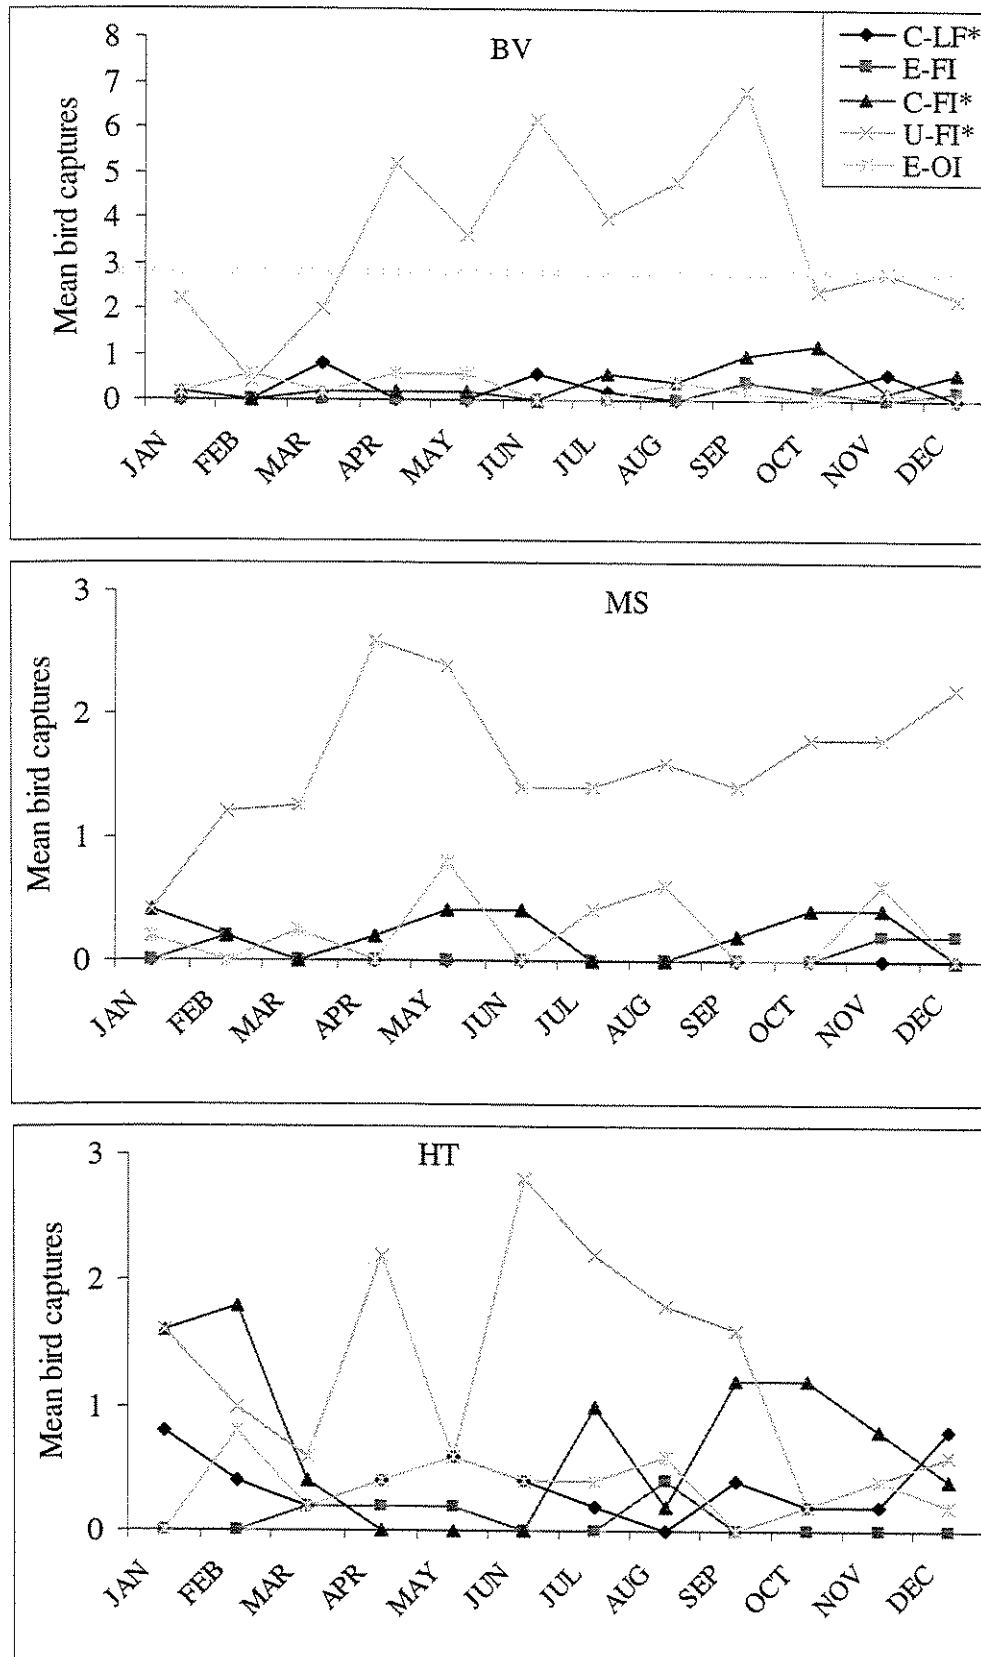 BV
C-LF*
E-FI
C-FI*
U-FI*
E-OI
Mean bird captures
8
7
6
5
4
3
2
1
0
JAN FEB MAR APR MAY JUN JUL AUG SEP OCT NOV DEC
MS
Mean bird captures
3
2
1
0
JAN FEB MAR APR MAY JUN JUL AUG SEP OCT NOV DEC
HT
Mean bird captures
3
2
1
0
JAN FEB MAR APR MAY JUN JUL AUG SEP OCT NOV DEC